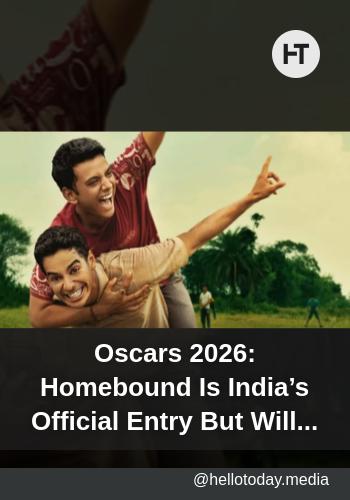 HT
Oscars 2026:
Homebound Is India’s
Official Entry But Will...
@hellotoday.media